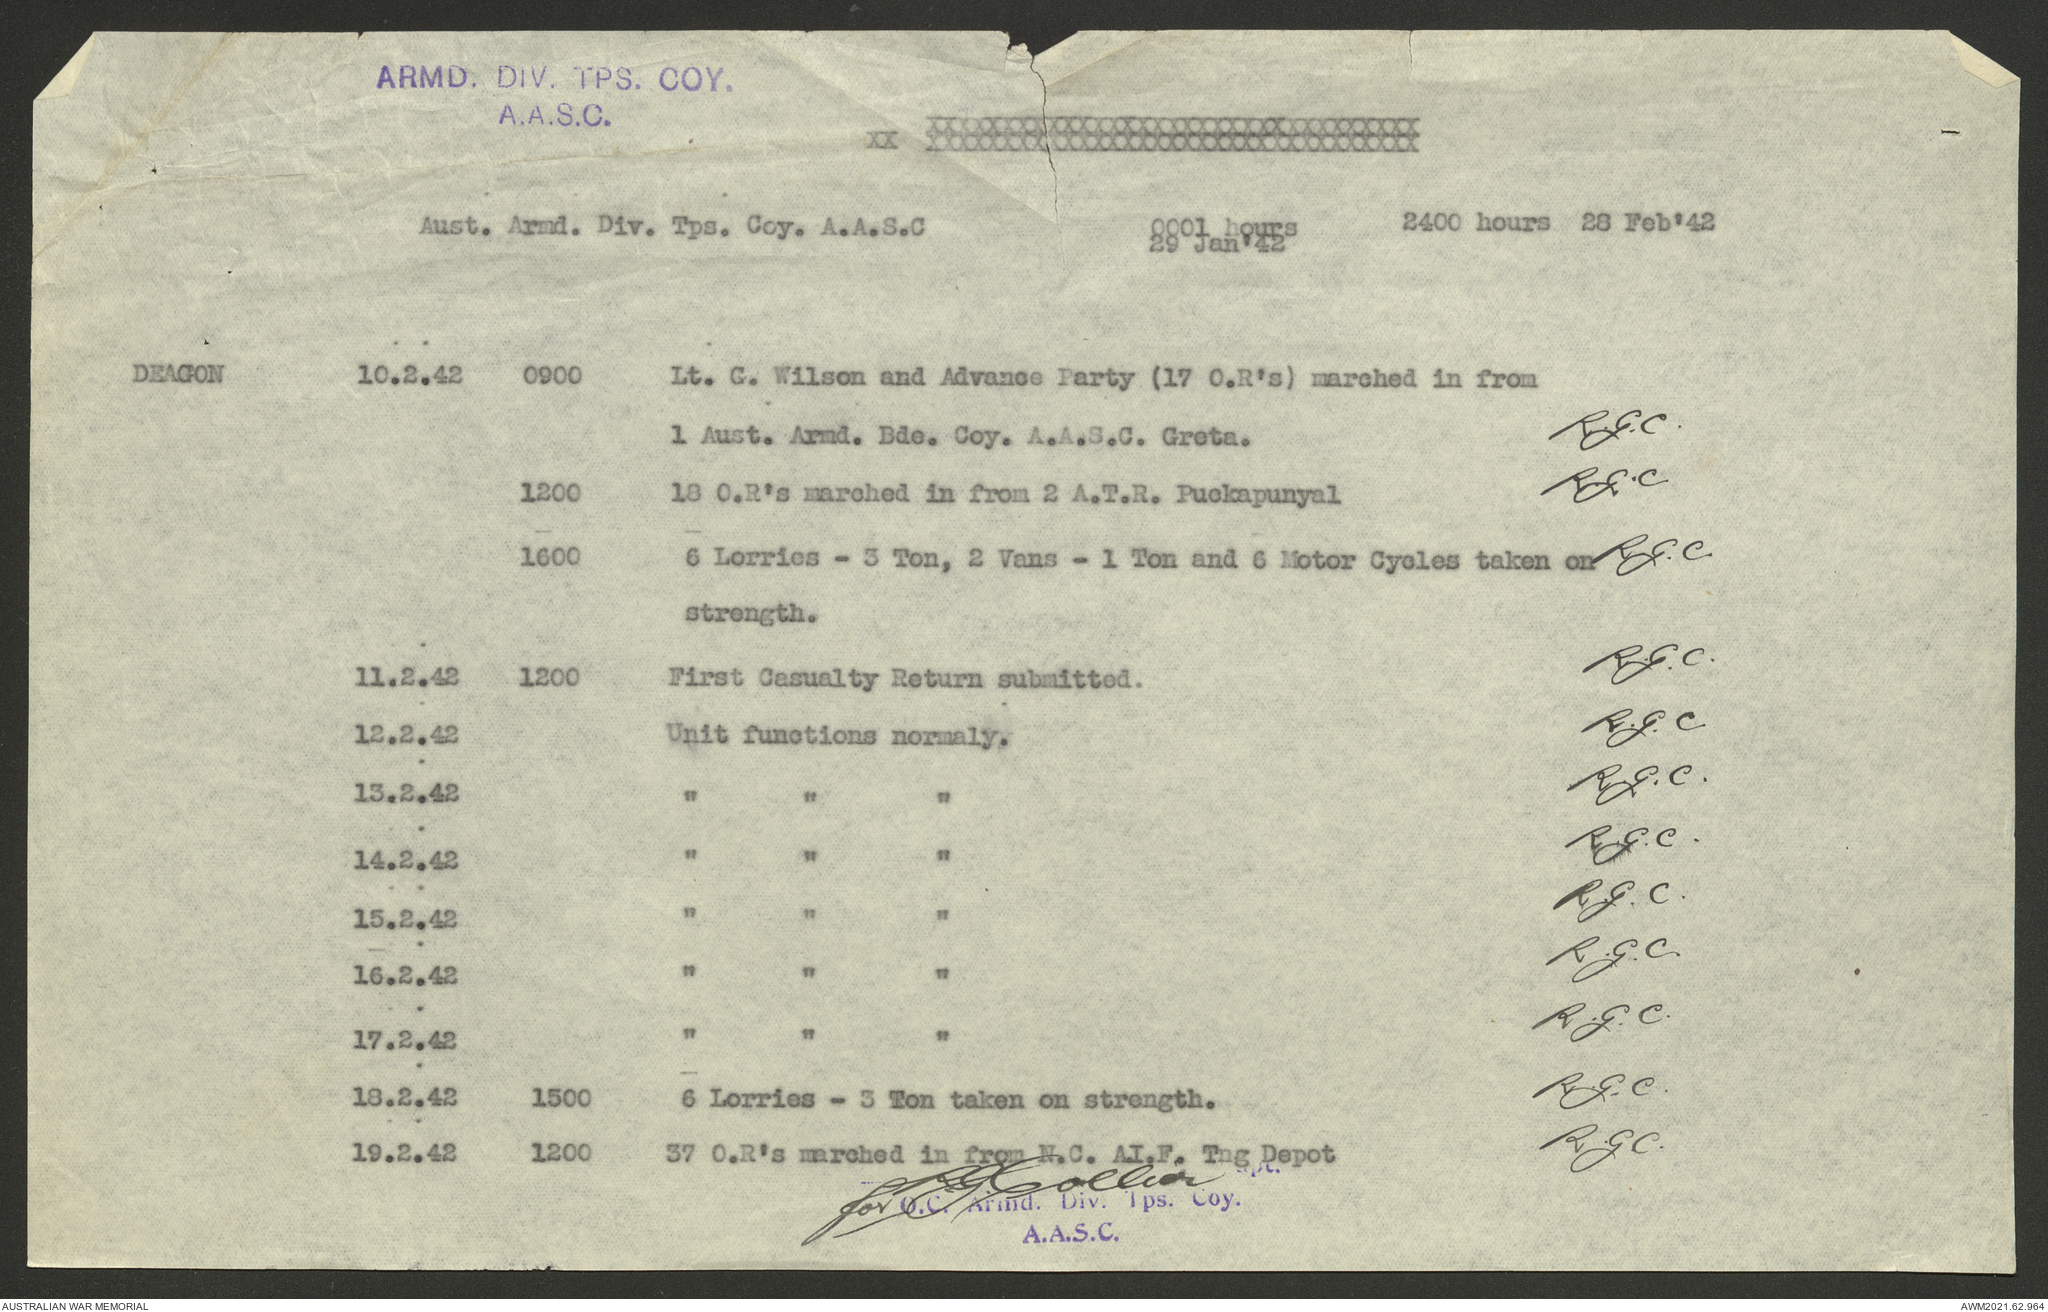 ARMD. DIV. TPS. COY.
A.A.S.C.
Aust. Armd. Div. Tps. Coy. A.A.S.C 0001 hours 2400 hours 28 Feb'42
29 Jan'42
DEAGON 10.2.42 0900 Lt. G. Wilson and Advance Party (17 O.R's) marched in from
1 Aust. Armd. Bde. Coy. A.A.S.C. Greta. R.G.C.
1200 18 O.R's marched in from 2 A.T.R. Puckapunyal R.G.C
1600 6 Lorries - 3 Ton, 2 Vans - 1 Ton and 6 Motor Cycles taken on R.G.C
strength.
11.2.42 1200 First Casualty Return submitted. R.G.C.
12.2.42 Unit functions normaly. R.G.C
13.2.42 " " " R.G.C.
14.2.42 " " " R.G.C.
15.2.42 " " " R.G.C.
16.2.42 " " " R.G.C
17.2.42 " " " R.G.C.
18.2.42 1500 6 Lorries - 3 Ton taken on strength. R.G.C.
19.2.42 1200 37 O.R's marched in from N.C. AI.F. Tng Depot R.G.C.
for RGCollier
O.C. Armd. Div. Tps. Coy.
A.A.S.C.
AUSTRALIAN WAR MEMORIAL AWM2021.62.964